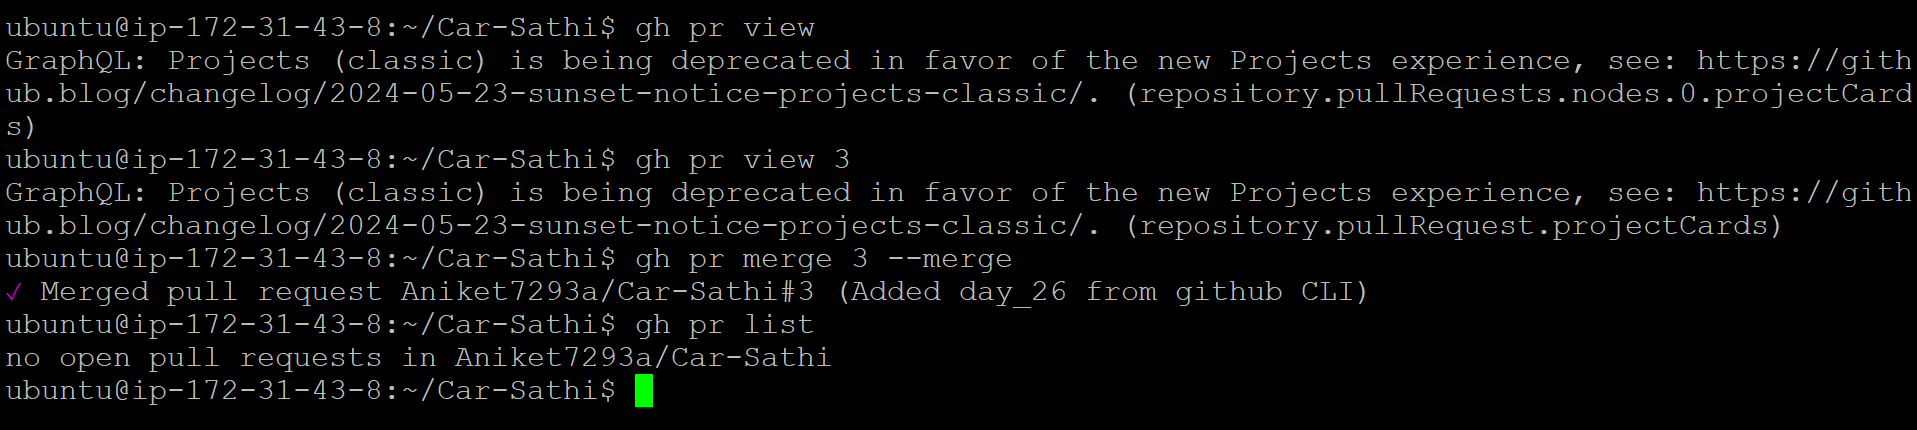 ubuntu@ip-172-31-43-8:~/Car-Sathi$ gh pr view
GraphQL: Projects (classic) is being deprecated in favor of the new Projects experience, see: https://gith
ub.blog/changelog/2024-05-23-sunset-notice-projects-classic/. (repository.pullRequests.nodes.0.projectCard
s)
ubuntu@ip-172-31-43-8:~/Car-Sathi$ gh pr view 3
GraphQL: Projects (classic) is being deprecated in favor of the new Projects experience, see: https://gith
ub.blog/changelog/2024-05-23-sunset-notice-projects-classic/. (repository.pullRequest.projectCards)
ubuntu@ip-172-31-43-8:~/Car-Sathi$ gh pr merge 3 --merge
✓ Merged pull request Aniket7293a/Car-Sathi#3 (Added day_26 from github CLI)
ubuntu@ip-172-31-43-8:~/Car-Sathi$ gh pr list
no open pull requests in Aniket7293a/Car-Sathi
ubuntu@ip-172-31-43-8:~/Car-Sathi$